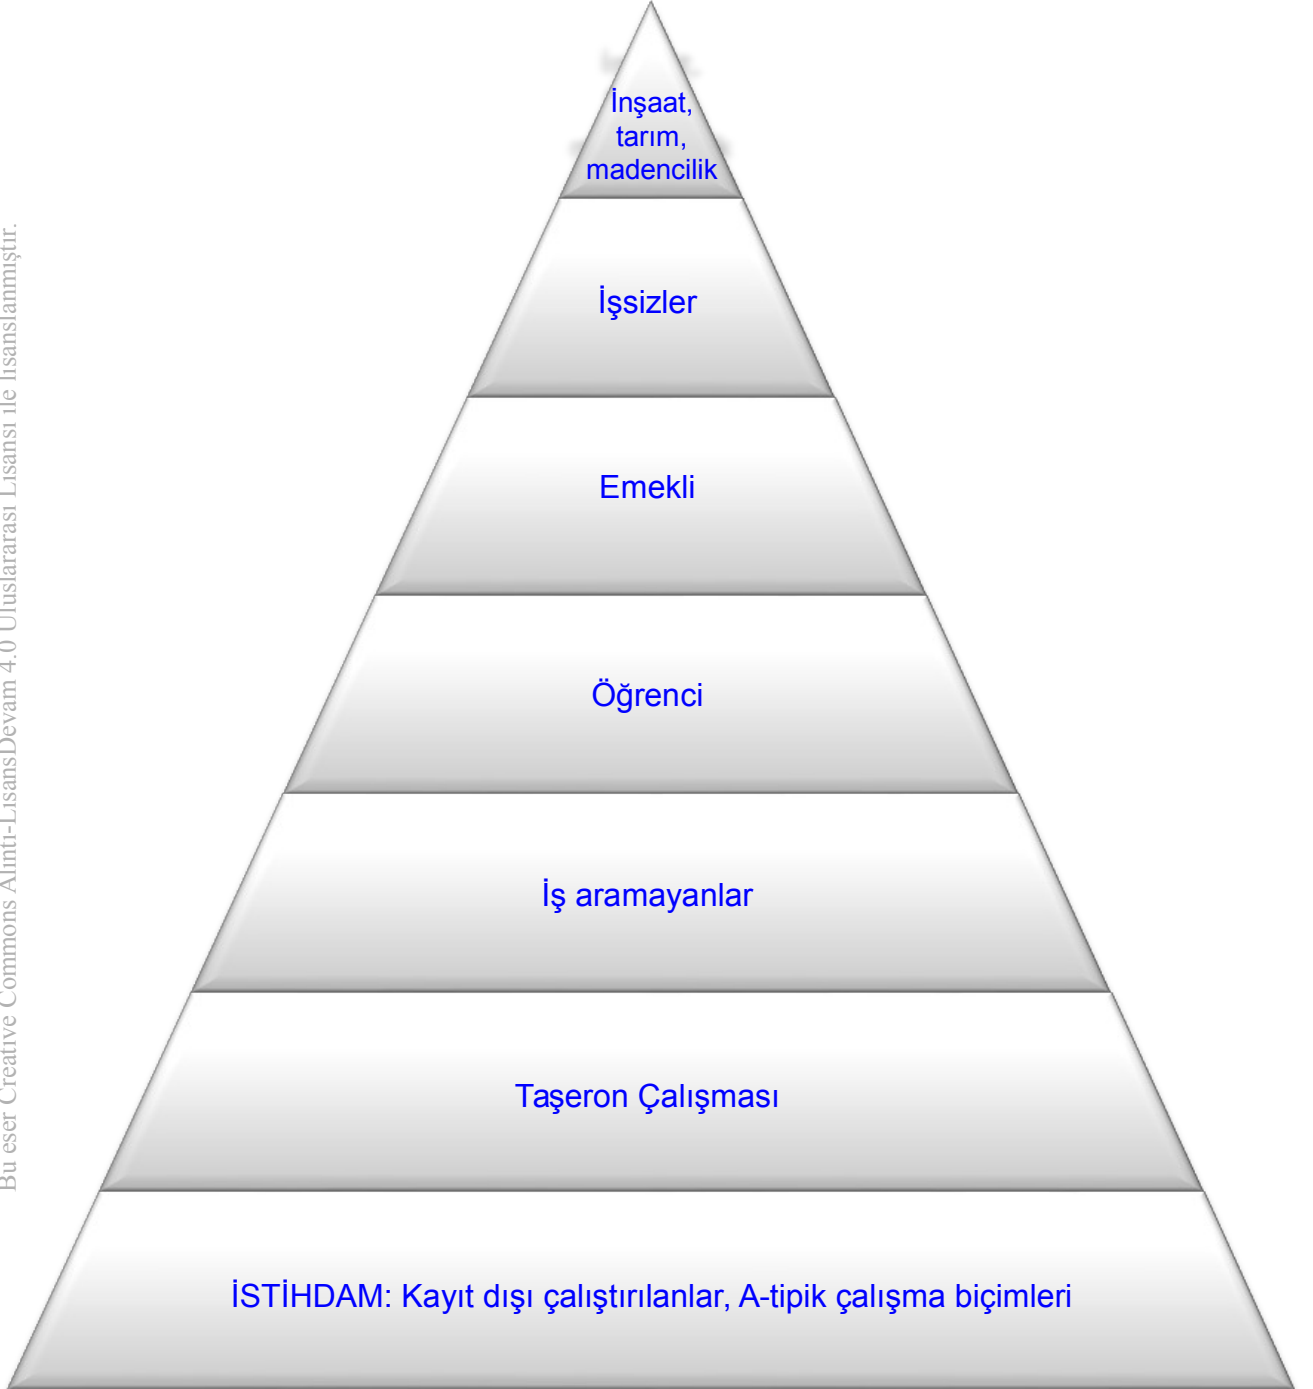 İnşaat,
tarım,
madencilik
İşsizler
Emekli
Öğrenci
İş aramayanlar
Taşeron Çalışması
İSTİHDAM: Kayıt dışı çalıştırılanlar, A-tipik çalışma biçimleri
Bu eser Creative Commons Alıntı-LisansDevam 4.0 Uluslararası Lisansı ile lisanslanmıştır.